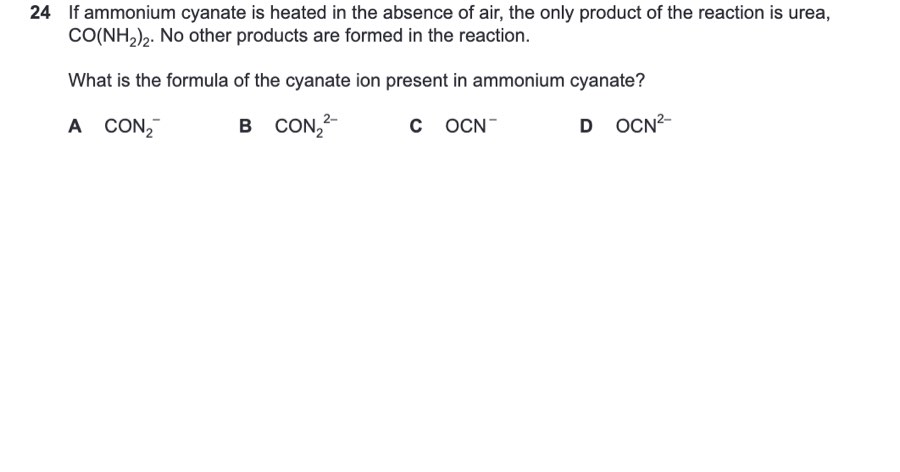 24 If ammonium cyanate is heated in the absence of air, the only product of the reaction is urea,
CO(NH₂)₂. No other products are formed in the reaction.
What is the formula of the cyanate ion present in ammonium cyanate?
A CON₂⁻ B CON₂²⁻ C OCN⁻ D OCN²⁻